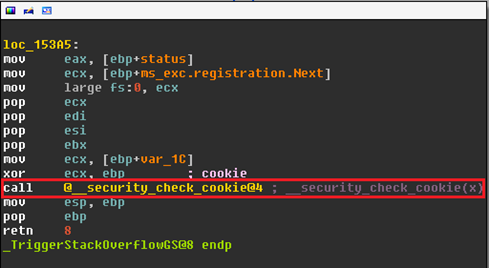 loc_153A5:
mov eax, [ebp+status]
mov ecx, [ebp+ms_exc.registration.Next]
mov large fs:0, ecx
pop ecx
pop edi
pop esi
pop ebx
mov ecx, [ebp+var_1C]
xor ecx, ebp ; cookie
call @__security_check_cookie@4 ; __security_check_cookie(x)
mov esp, ebp
pop ebp
retn 8
_TriggerStackOverflowGS@8 endp